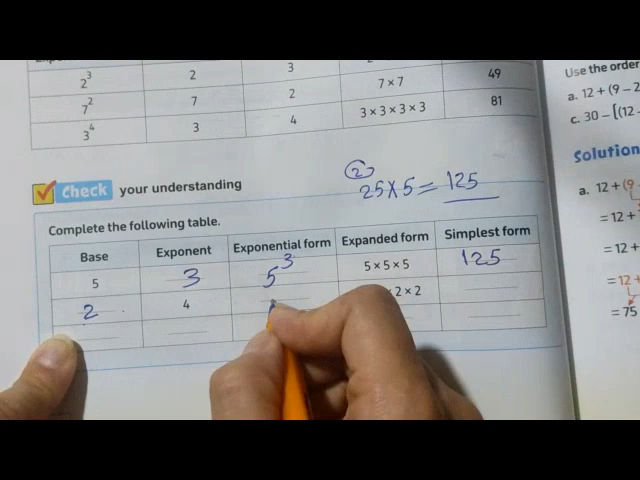 2³ 2 3 49
7² 7 2 7 × 7 81
3⁴ 3 4 3 × 3 × 3 × 3
Check your understanding
② 25 × 5 = 125
Complete the following table.
Base Exponent Exponential form Expanded form Simplest form
5 3 5³ 5 × 5 × 5 125
2 4 × 2 × 2
Use the order
a. 12 + (9 − 2
c. 30 − [(12 −
Solution
a. 12 + (9
= 12 +
= 12 +
= 12 +
= 75